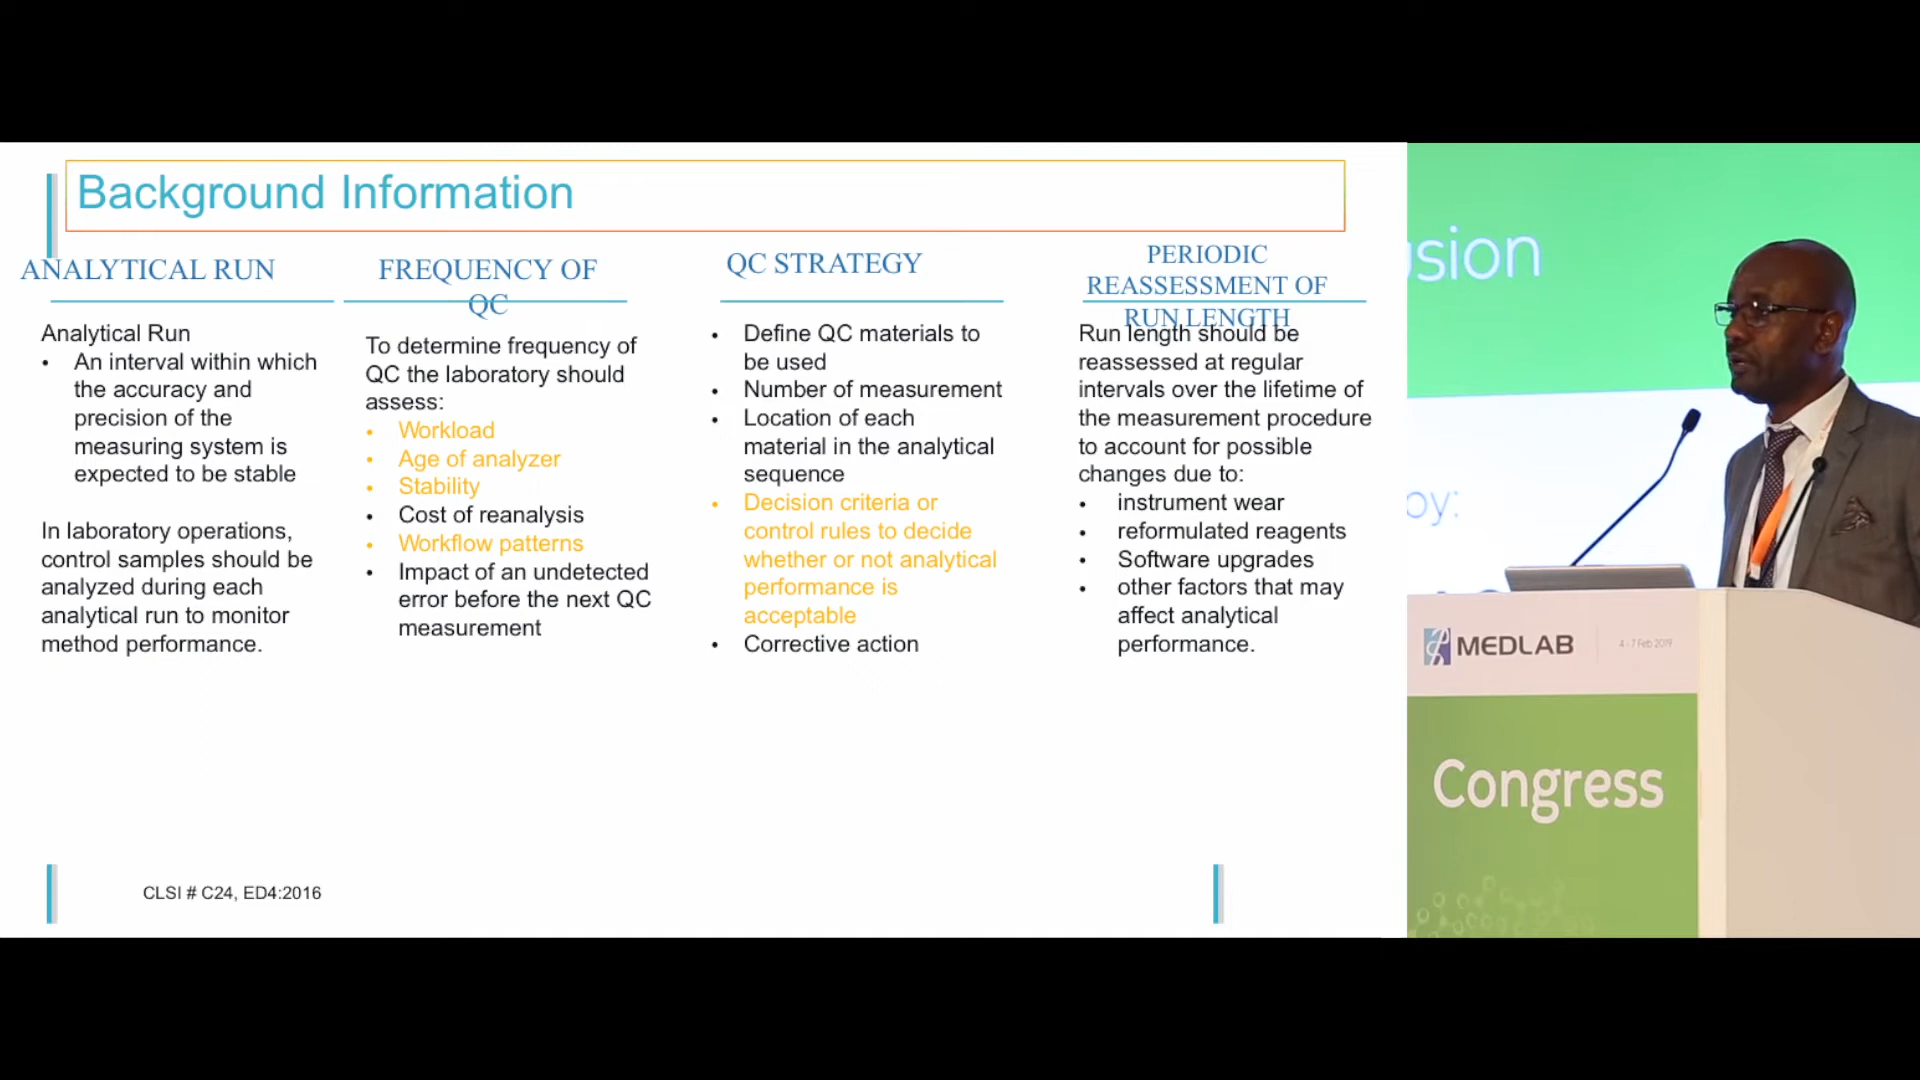 Background Information
ANALYTICAL RUN
Analytical Run
• An interval within which
the accuracy and
precision of the
measuring system is
expected to be stable
In laboratory operations,
control samples should be
analyzed during each
analytical run to monitor
method performance.
FREQUENCY OF
QC
To determine frequency of
QC the laboratory should
assess:
• Workload
• Age of analyzer
• Stability
• Cost of reanalysis
• Workflow patterns
• Impact of an undetected
error before the next QC
measurement
QC STRATEGY
• Define QC materials to
be used
• Number of measurement
• Location of each
material in the analytical
sequence
• Decision criteria or
control rules to decide
whether or not analytical
performance is
acceptable
• Corrective action
PERIODIC
REASSESSMENT OF
RUN LENGTH
Run length should be
reassessed at regular
intervals over the lifetime of
the measurement procedure
to account for possible
changes due to:
• instrument wear
• reformulated reagents
• Software upgrades
• other factors that may
affect analytical
performance.
CLSI # C24, ED4:2016
sion
by:
MEDLAB
4 - 7 Feb 2019
Congress